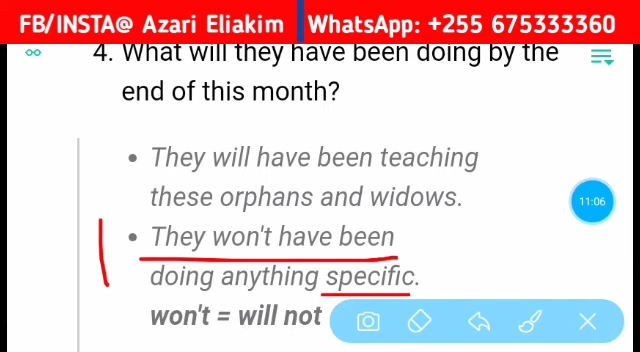 FB/INSTA@ Azari Eliakim WhatsApp: +255 675333360
4. What will they have been doing by the
end of this month?
• They will have been teaching
these orphans and widows.
• They won't have been
doing anything specific.
won't = will not
11:06